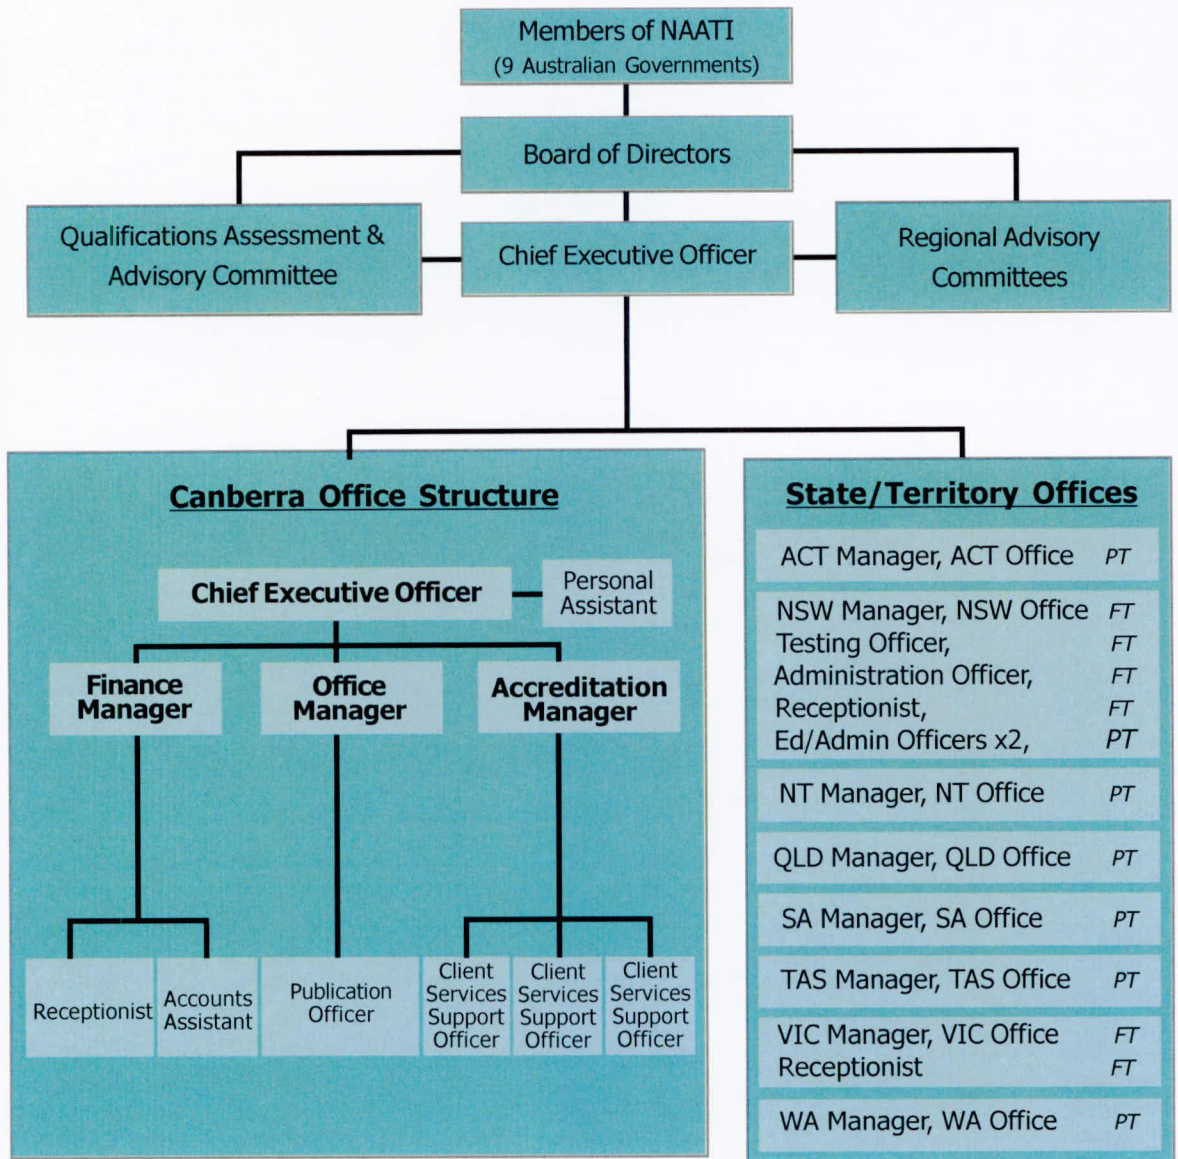 Members of NAATI
(9 Australian Governments)
Board of Directors
Qualifications Assessment &
Advisory Committee
Chief Executive Officer
Regional Advisory
Committees
Canberra Office Structure
Chief Executive Officer
Personal
Assistant
Finance
Manager
Office
Manager
Accreditation
Manager
Receptionist
Accounts
Assistant
Publication
Officer
Client
Services
Support
Officer
Client
Services
Support
Officer
Client
Services
Support
Officer
State/Territory Offices
ACT Manager, ACT Office PT
NSW Manager, NSW Office FT
Testing Officer, FT
Administration Officer, FT
Receptionist, FT
Ed/Admin Officers x2, PT
NT Manager, NT Office PT
QLD Manager, QLD Office PT
SA Manager, SA Office PT
TAS Manager, TAS Office PT
VIC Manager, VIC Office FT
Receptionist FT
WA Manager, WA Office PT